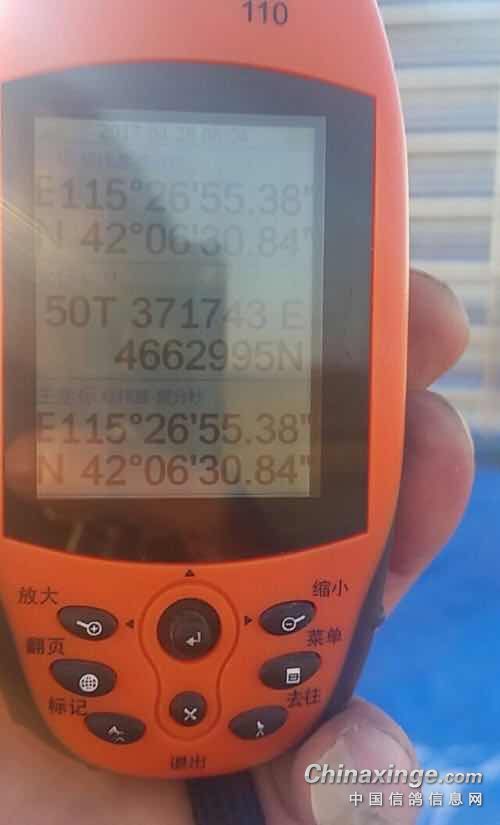 110
E115°26'55.38"
N 42°06'30.84"
50T 371743 E
4662995N
E115°26'55.38"
N 42°06'30.84"
放大
缩小
翻页
菜单
标记
去往
退出
Chinaxinge.com
中国信鸽信息网